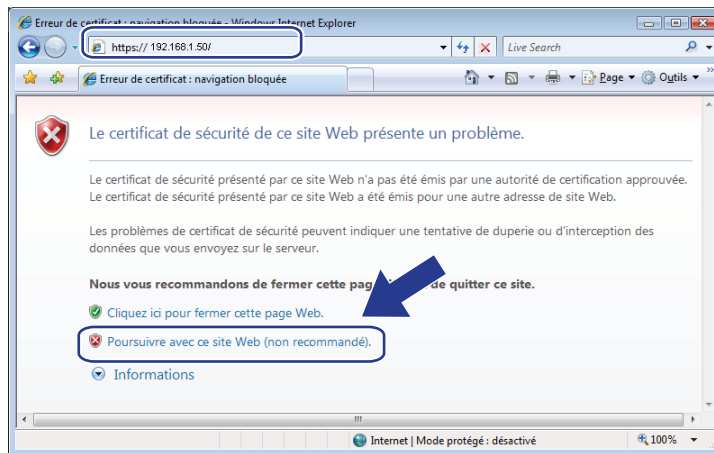 Erreur de certificat : navigation bloquée - Windows Internet Explorer
https:// 192.168.1.50/
Live Search
Erreur de certificat : navigation bloquée
Page
Outils
Le certificat de sécurité de ce site Web présente un problème.
Le certificat de sécurité présenté par ce site Web n'a pas été émis par une autorité de certification approuvée.
Le certificat de sécurité présenté par ce site Web a été émis pour une autre adresse de site Web.
Les problèmes de certificat de sécurité peuvent indiquer une tentative de duperie ou d'interception des
données que vous envoyez sur le serveur.
Nous vous recommandons de fermer cette pag de quitter ce site.
Cliquez ici pour fermer cette page Web.
Poursuivre avec ce site Web (non recommandé).
Informations
Internet | Mode protégé : désactivé
100%